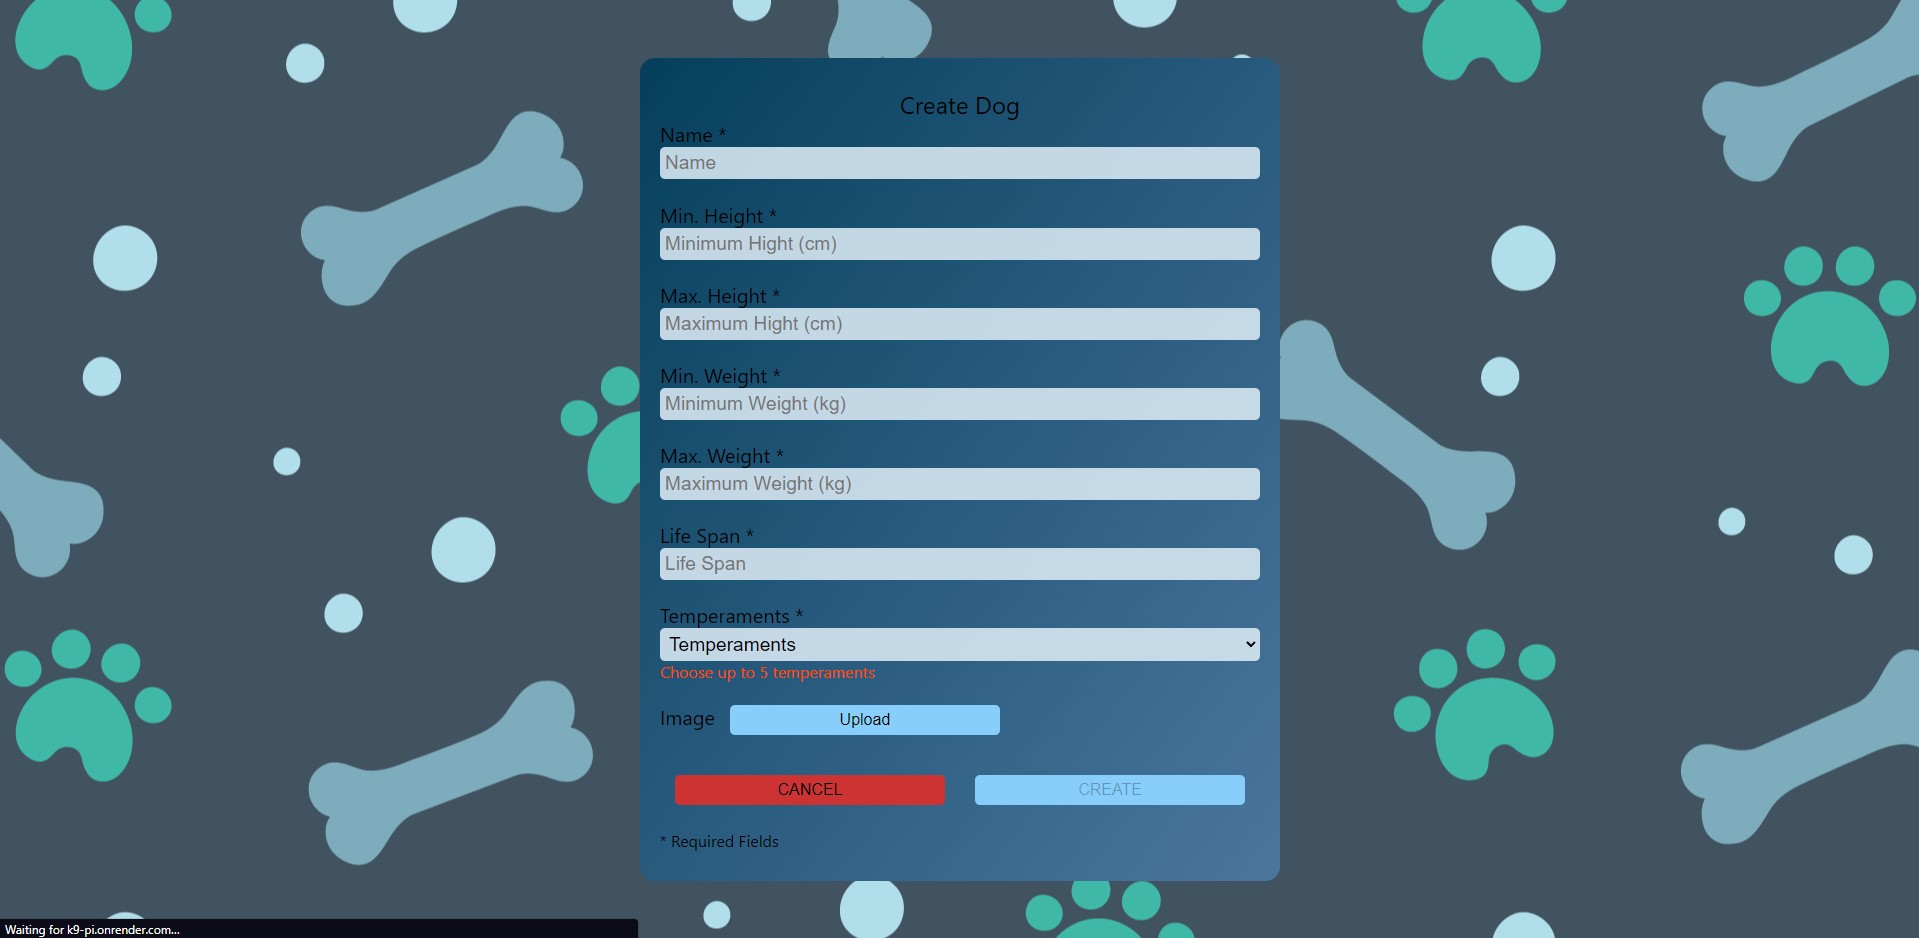 Create Dog
Name *
Name
Min. Height *
Minimum Hight (cm)
Max. Height *
Maximum Hight (cm)
Min. Weight *
Minimum Weight (kg)
Max. Weight *
Maximum Weight (kg)
Life Span *
Life Span
Temperaments *
Temperaments
Choose up to 5 temperaments
Image Upload
CANCEL CREATE
* Required Fields
Waiting for k9-pi.onrender.com...